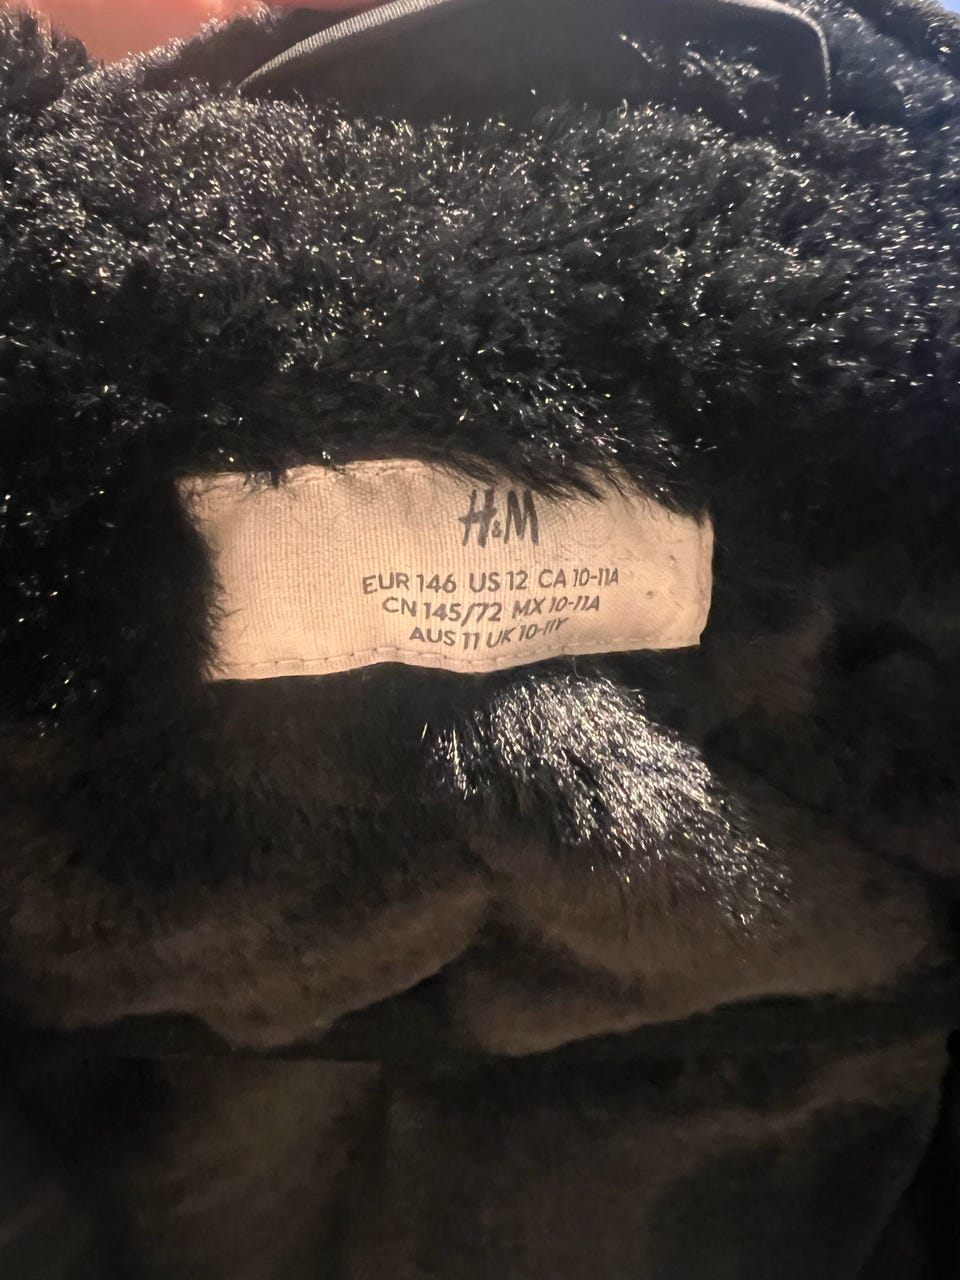 H&M
EUR 146 US 12 CA 10-11A
CN 145/72 MX 10-11A
AUS 11 UK 10-11Y